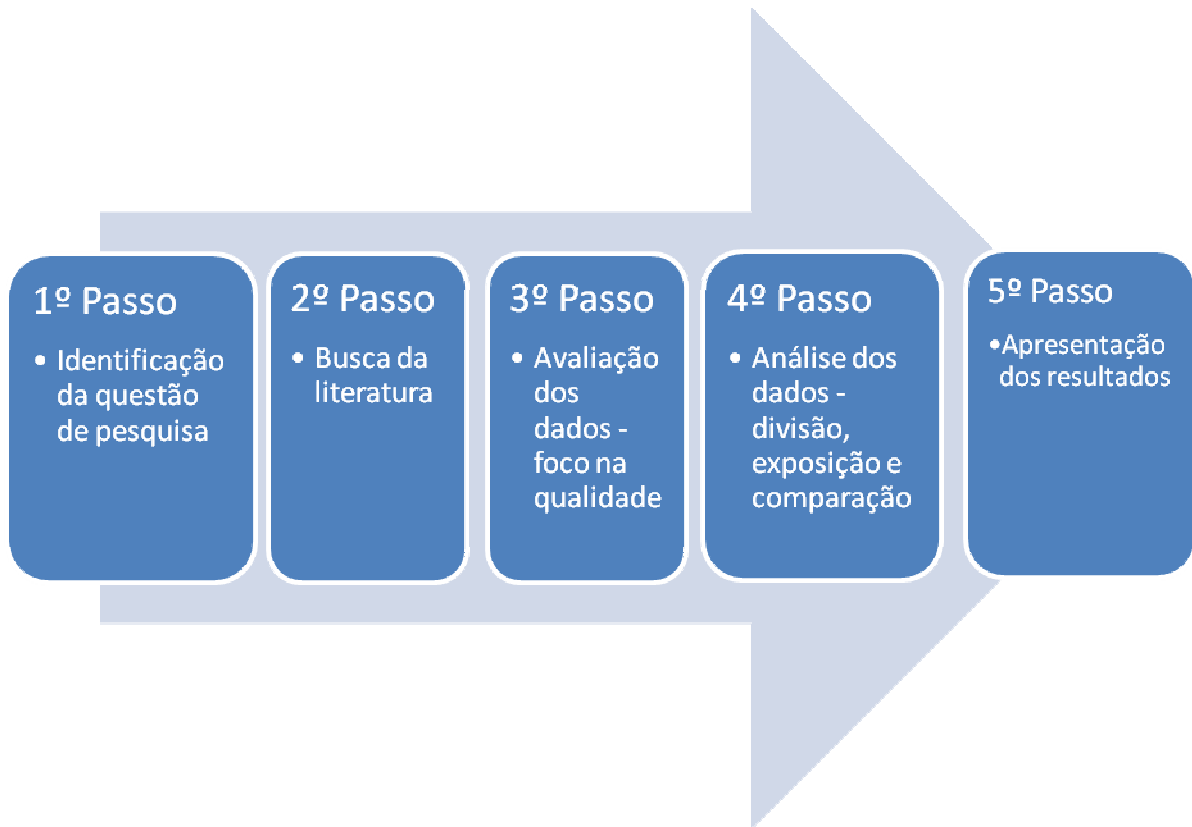 1º Passo
• Identificação
da questão
de pesquisa
2º Passo
• Busca da
literatura
3º Passo
• Avaliação
dos
dados -
foco na
qualidade
4º Passo
• Análise dos
dados -
divisão,
exposição e
comparação
5º Passo
•Apresentação
dos resultados